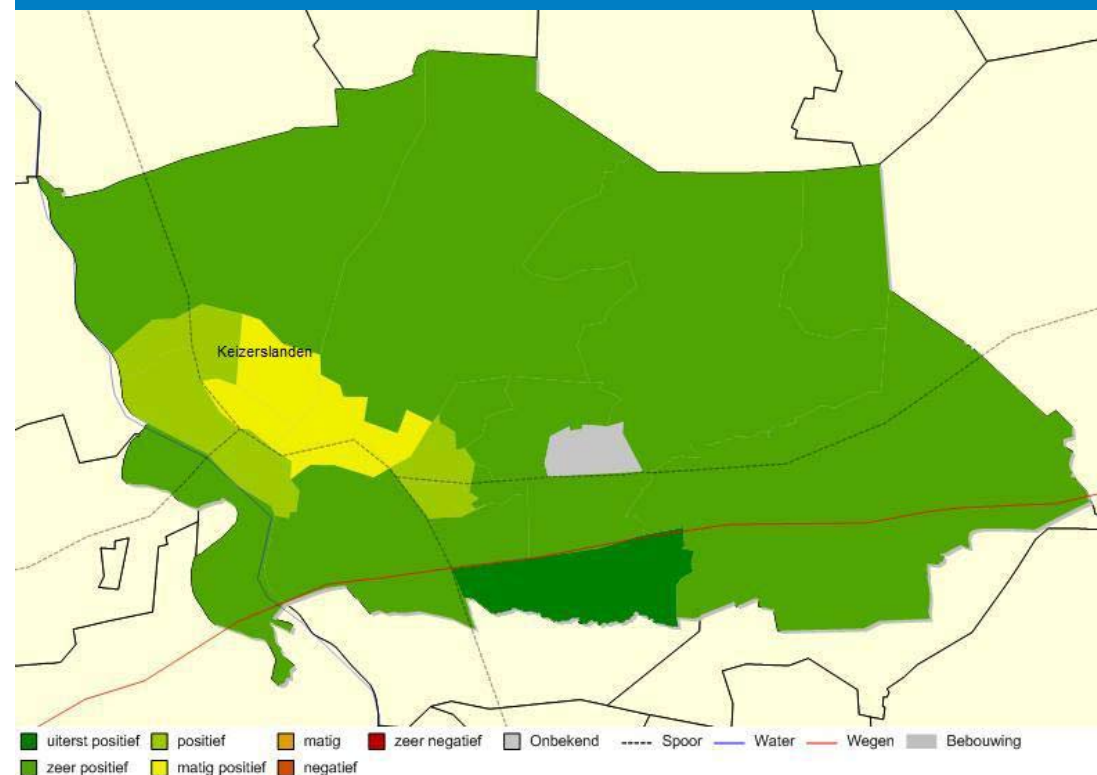 Keizerslanden
uiterst positief positief matig zeer negatief Onbekend Spoor Water Wegen Bebouwing
zeer positief matig positief negatief